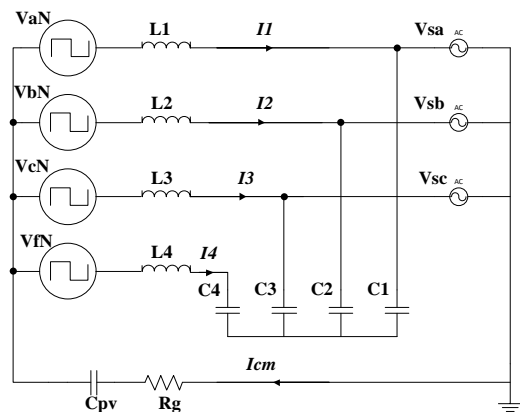 VaN L1 I1 Vsa AC
VbN L2 I2 Vsb AC
VcN L3 I3 Vsc AC
VfN L4 I4
C4 C3 C2 C1
Icm
Cpv Rg